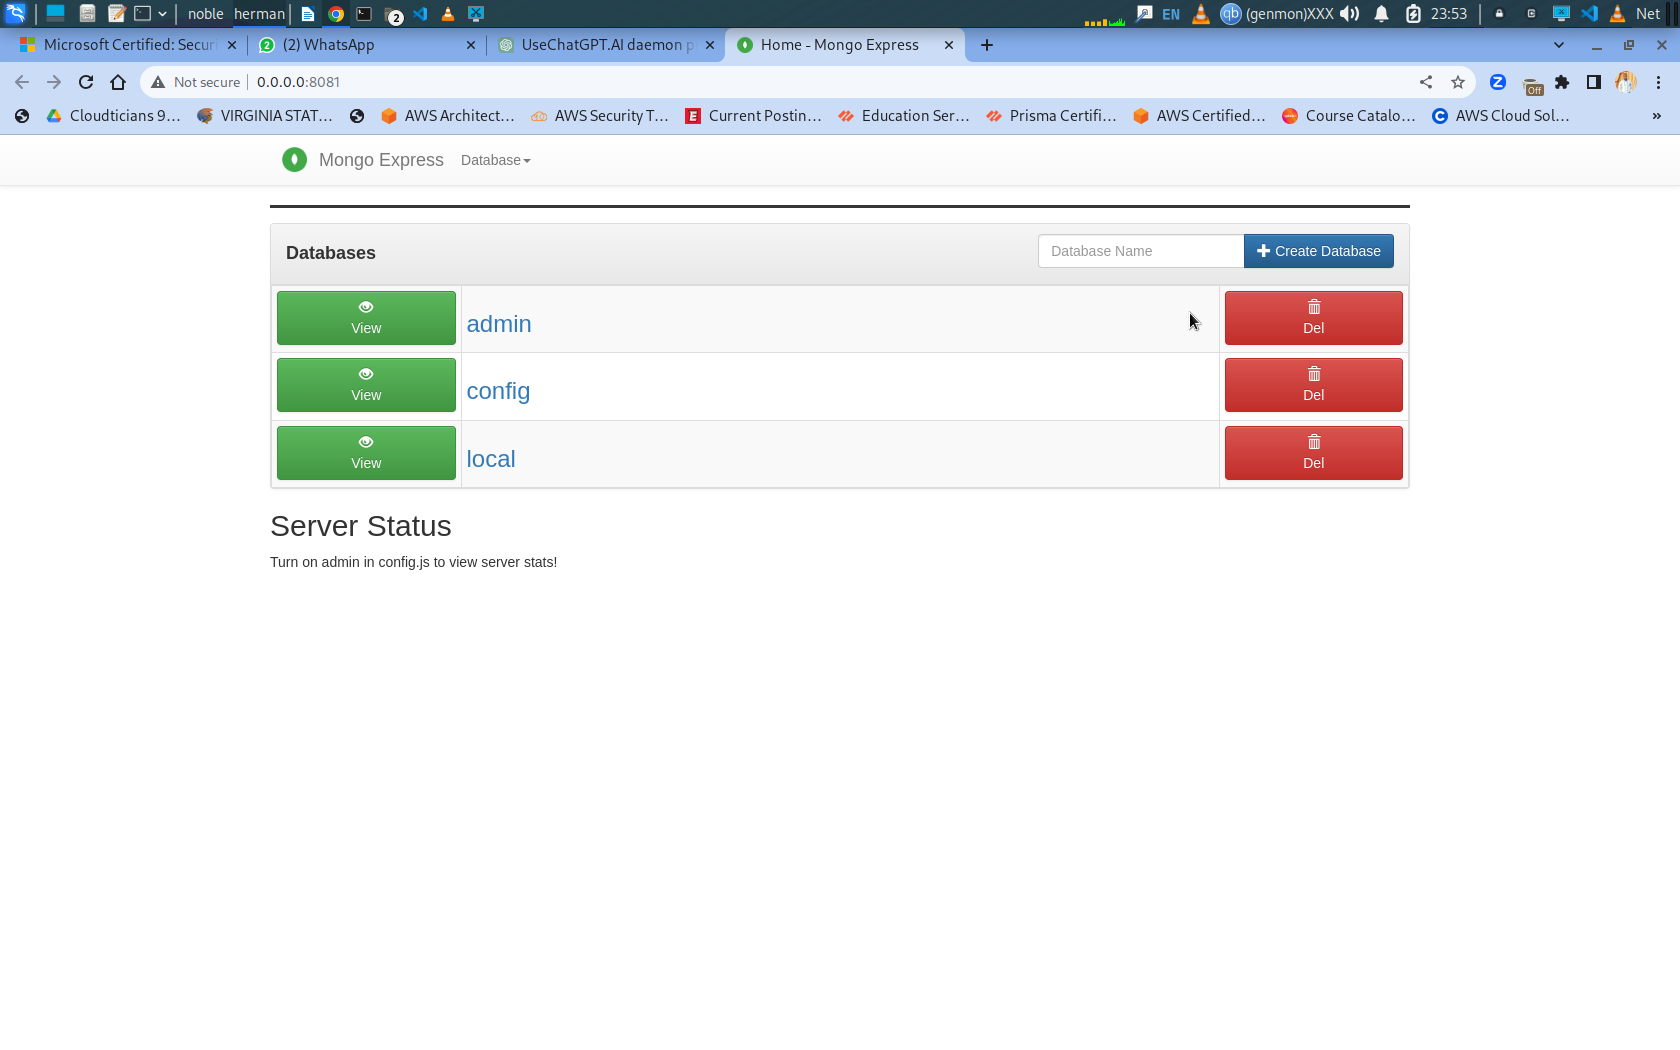 noble herman 2 EN qb (genmon)XXX 23:53 Net
Microsoft Certified: Securi (2) WhatsApp UseChatGPT.AI daemon p Home - Mongo Express
Not secure 0.0.0.0:8081 Z Off
Cloudticians 9... VIRGINIA STAT... AWS Architect... AWS Security T... Current Postin... Education Ser... Prisma Certifi... AWS Certified... Course Catalo... AWS Cloud Sol... »
Mongo Express Database
Databases Database Name Create Database
View admin Del
View config Del
View local Del
Server Status
Turn on admin in config.js to view server stats!